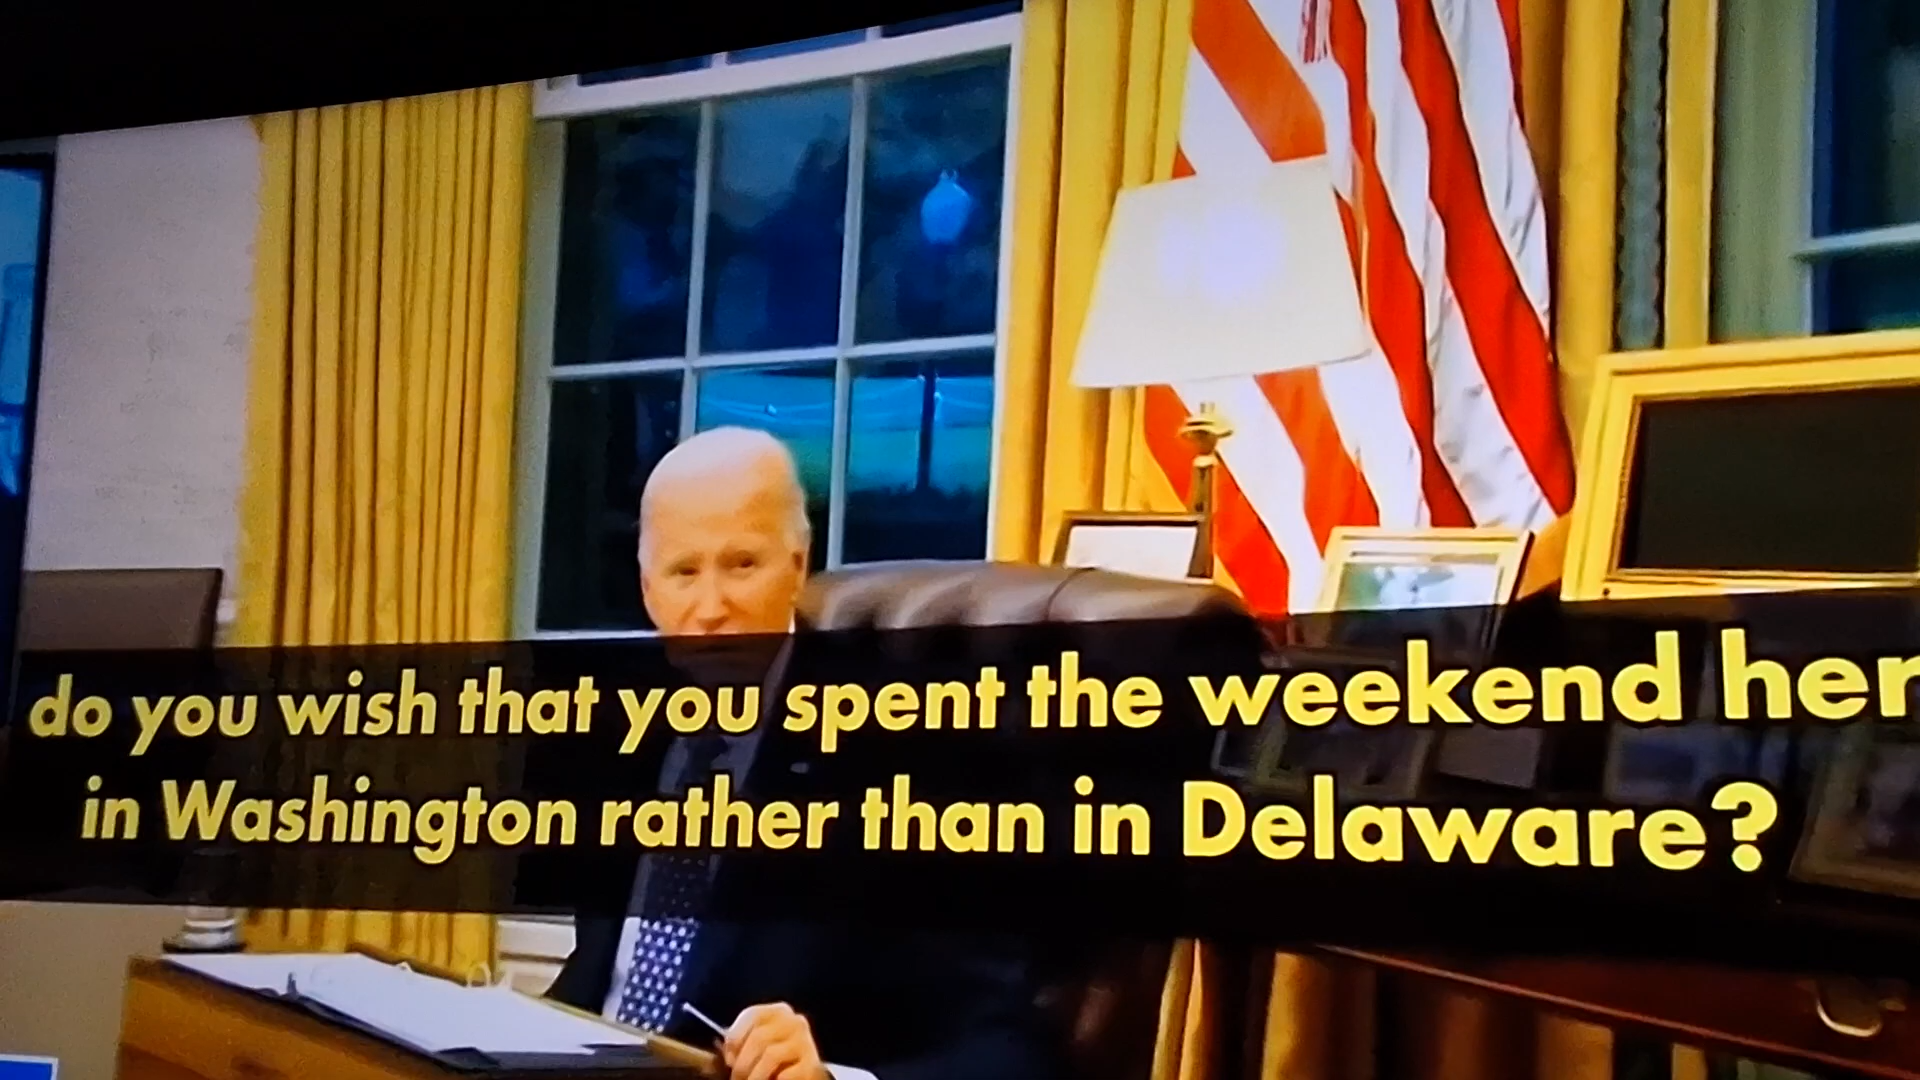 do you wish that you spent the weekend her
in Washington rather than in Delaware?